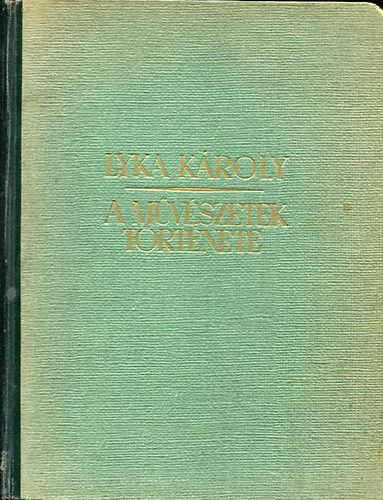 LYKA KÁROLY
A MŰVÉSZETEK
TÖRTÉNETE